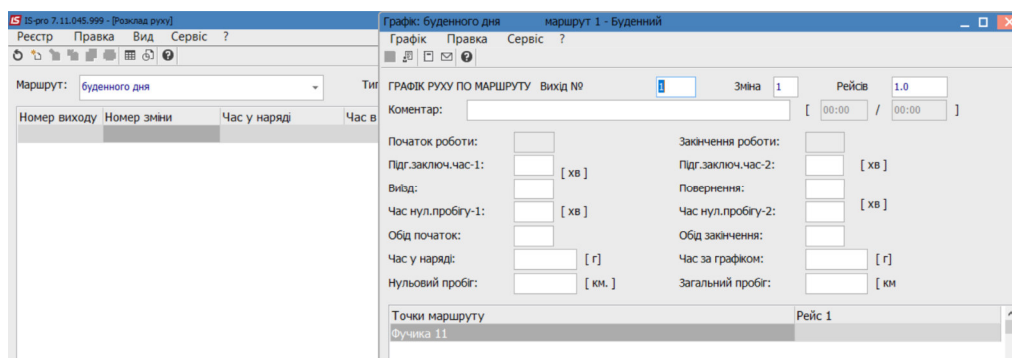 IS-pro 7.11.045.999 - [Розклад руху]
Реєстр Правка Вид Сервіс ?
Маршрут: буденного дня Тип
Номер виходу Номер зміни Час у наряді Час в
Графік: буденного дня маршрут 1 - Буденний
Графік Правка Сервіс ?
ГРАФІК РУХУ ПО МАРШРУТУ Вихід № 1 Зміна 1 Рейсів 1.0
Коментар: [ 00:00 / 00:00 ]
Початок роботи: Закінчення роботи:
Підг.заключ.час-1: [ хв ] Підг.заключ.час-2: [ хв ]
Виїзд: Повернення:
Час нул.пробігу-1: [ хв ] Час нул.пробігу-2: [ хв ]
Обід початок: Обід закінчення:
Час у наряді: [ г] Час за графіком: [ г]
Нульовий пробіг: [ км. ] Загальний пробіг: [ км
Точки маршруту Рейс 1
Фучика 11